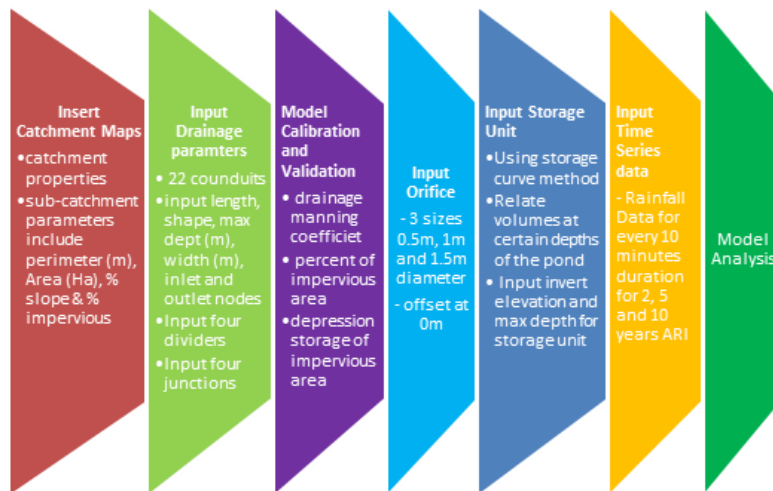 Insert
Catchment Maps
•catchment
properties
•sub-catchment
parameters
include
perimeter (m),
Area (Ha), %
slope & %
impervious
Input
Drainage
paramters
• 22 counduits
•input length,
shape, max
dept (m),
width (m),
inlet and
outlet nodes
•Input four
dividers
•Input four
junctions
Model
Calibration
and
Validation
• drainage
manning
coefficiet
• percent of
impervious
area
•depression
storage of
impervious
area
Input
Orifice
- 3 sizes
0.5m, 1m
and 1.5m
diameter
- offset at
0m
Input Storage
Unit
•Using storage
curve method
•Relate
volumes at
certain depths
of the pond
• Input invert
elevation and
max depth for
storage unit
Input
Time
Series
data
- Rainfall
Data for
every 10
minutes
duration
for 2, 5
and 10
years ARI
Model
Analysis